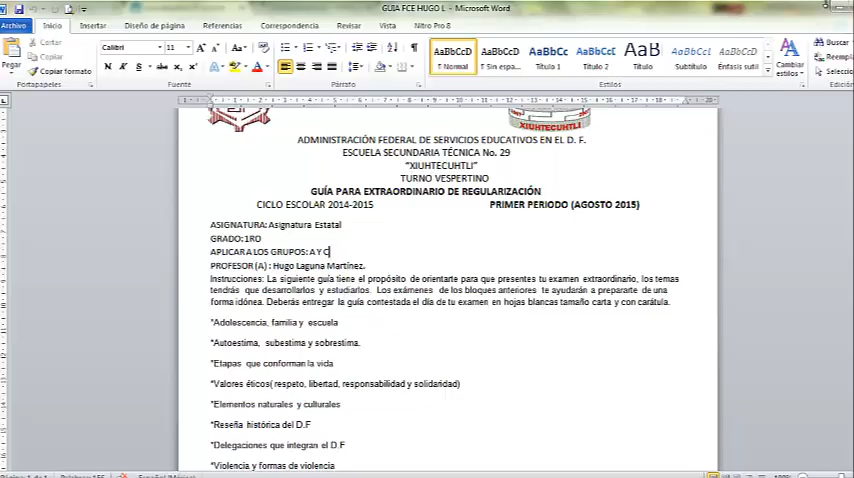 GUIA FCE HUGO L - Microsoft Word
Archivo Inicio Insertar Diseño de página Referencias Correspondencia Revisar Vista Nitro Pro 8
Pegar
Cortar
Copiar
Copiar formato
Portapapeles
Calibri 11
Fuente
Párrafo
AaBbCcD AaBbCcD AaBbCc AaBbCc AaB AaBbCcL AaBbCcD
T Normal T Sin espa... Título 1 Título 2 Título Subtítulo Énfasis sutil
Estilos
Cambiar estilos
Buscar
Reempl
Selecci
Edición
XIUHTECUHTLI
ADMINISTRACIÓN FEDERAL DE SERVICIOS EDUCATIVOS EN EL D. F.
ESCUELA SECUNDARIA TÉCNICA No. 29
"XIUHTECUHTLI"
TURNO VESPERTINO
GUÍA PARA EXTRAORDINARIO DE REGULARIZACIÓN
CICLO ESCOLAR 2014-2015 PRIMER PERIODO (AGOSTO 2015)
ASIGNATURA: Asignatura Estatal
GRADO: 1RO
APLICAR A LOS GRUPOS: A Y C
PROFESOR (A) : Hugo Laguna Martínez.
Instrucciones: La siguiente guía tiene el propósito de orientarte para que presentes tu examen extraordinario, los temas
tendrás que desarrollarlos y estudiarlos. Los exámenes de los bloques anteriores te ayudarán a prepararte de una
forma idónea. Deberás entregar la guía contestada el día de tu examen en hojas blancas tamaño carta y con carátula.
*Adolescencia, familia y escuela
*Autoestima, subestima y sobrestima.
*Etapas que conforman la vida
*Valores éticos( respeto, libertad, responsabilidad y solidaridad)
*Elementos naturales y culturales
*Reseña histórica del D.F
*Delegaciones que integran el D.F
*Violencia y formas de violencia